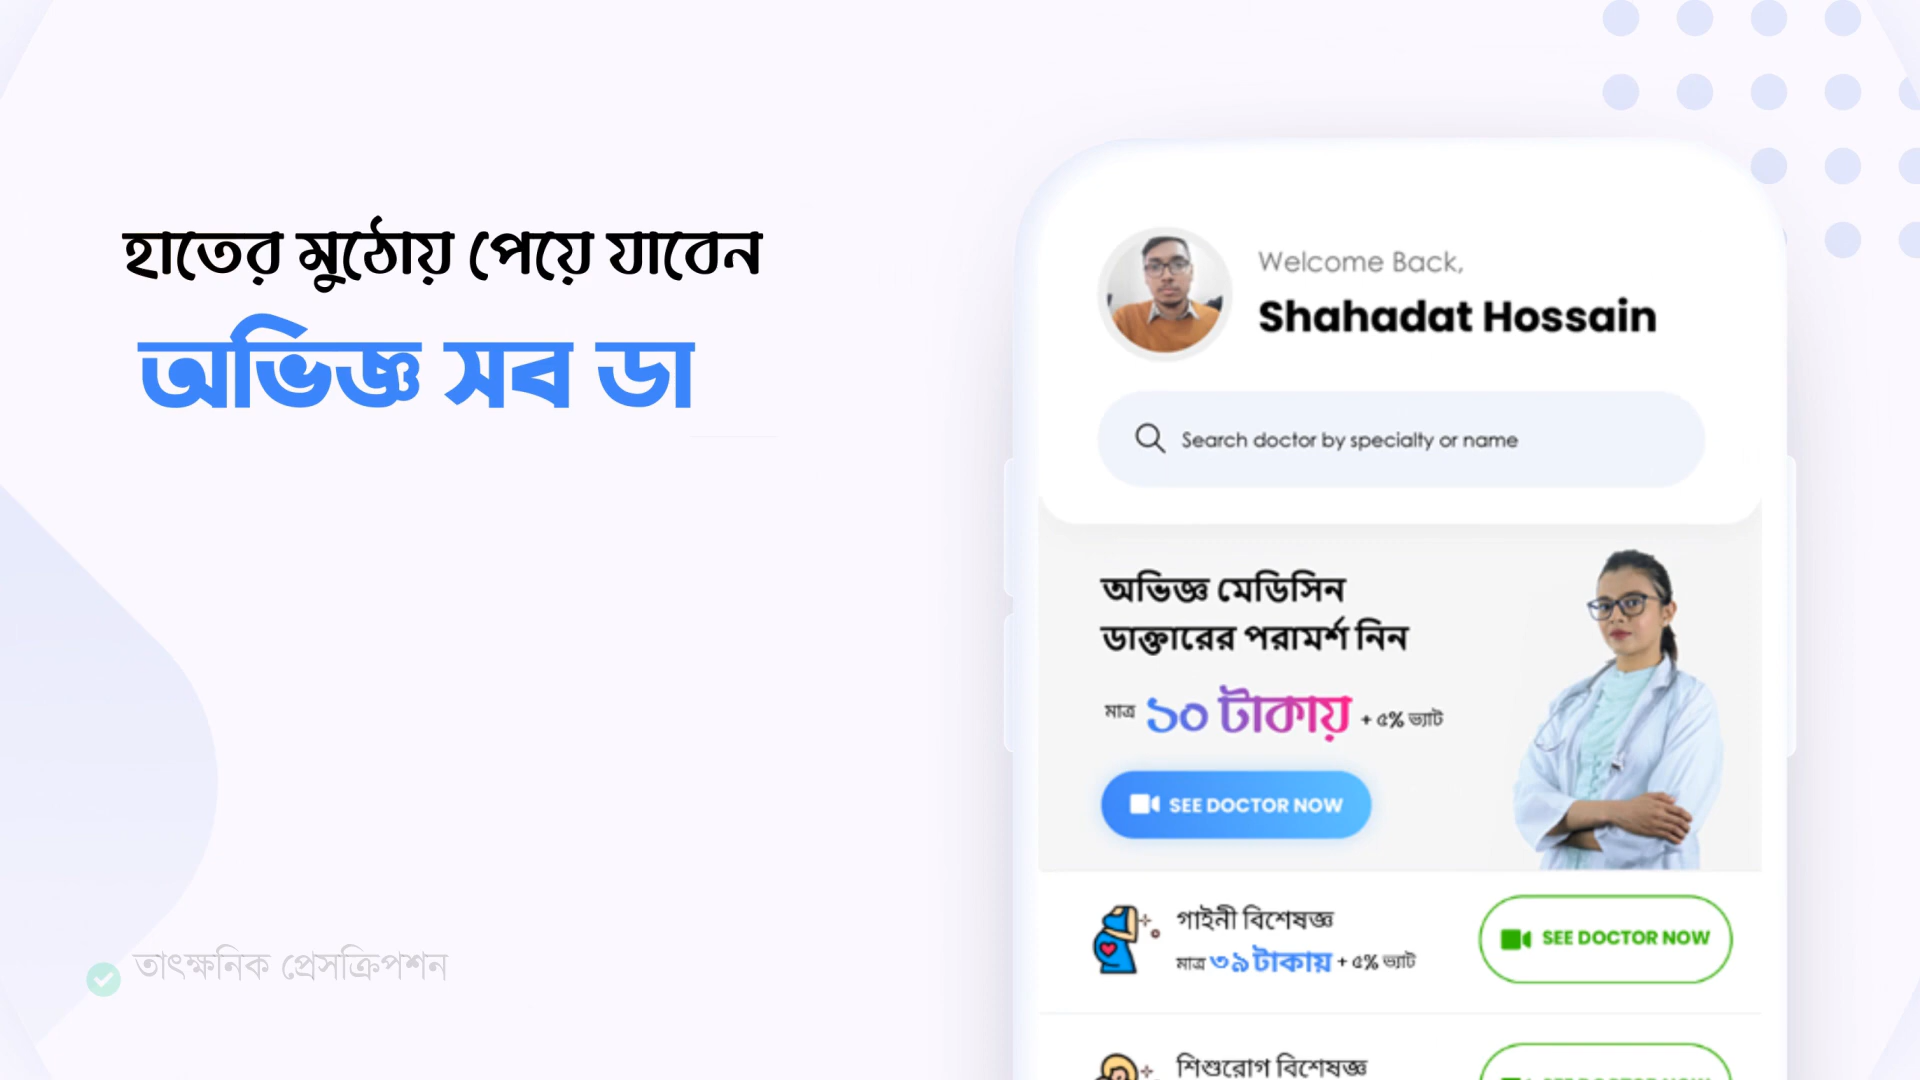 হাতের মুঠোয় পেয়ে যাবেন
অভিজ্ঞ সব ডা
তাৎক্ষনিক প্রেসক্রিপশন
Welcome Back,
Shahadat Hossain
Search doctor by specialty or name
অভিজ্ঞ মেডিসিন
ডাক্তারের পরামর্শ নিন
মাত্র ১০ টাকায় + ৫% ভ্যাট
SEE DOCTOR NOW
গাইনী বিশেষজ্ঞ
মাত্র ৩৯ টাকায় + ৫% ভ্যাট
SEE DOCTOR NOW
শিশুরোগ বিশেষজ্ঞ